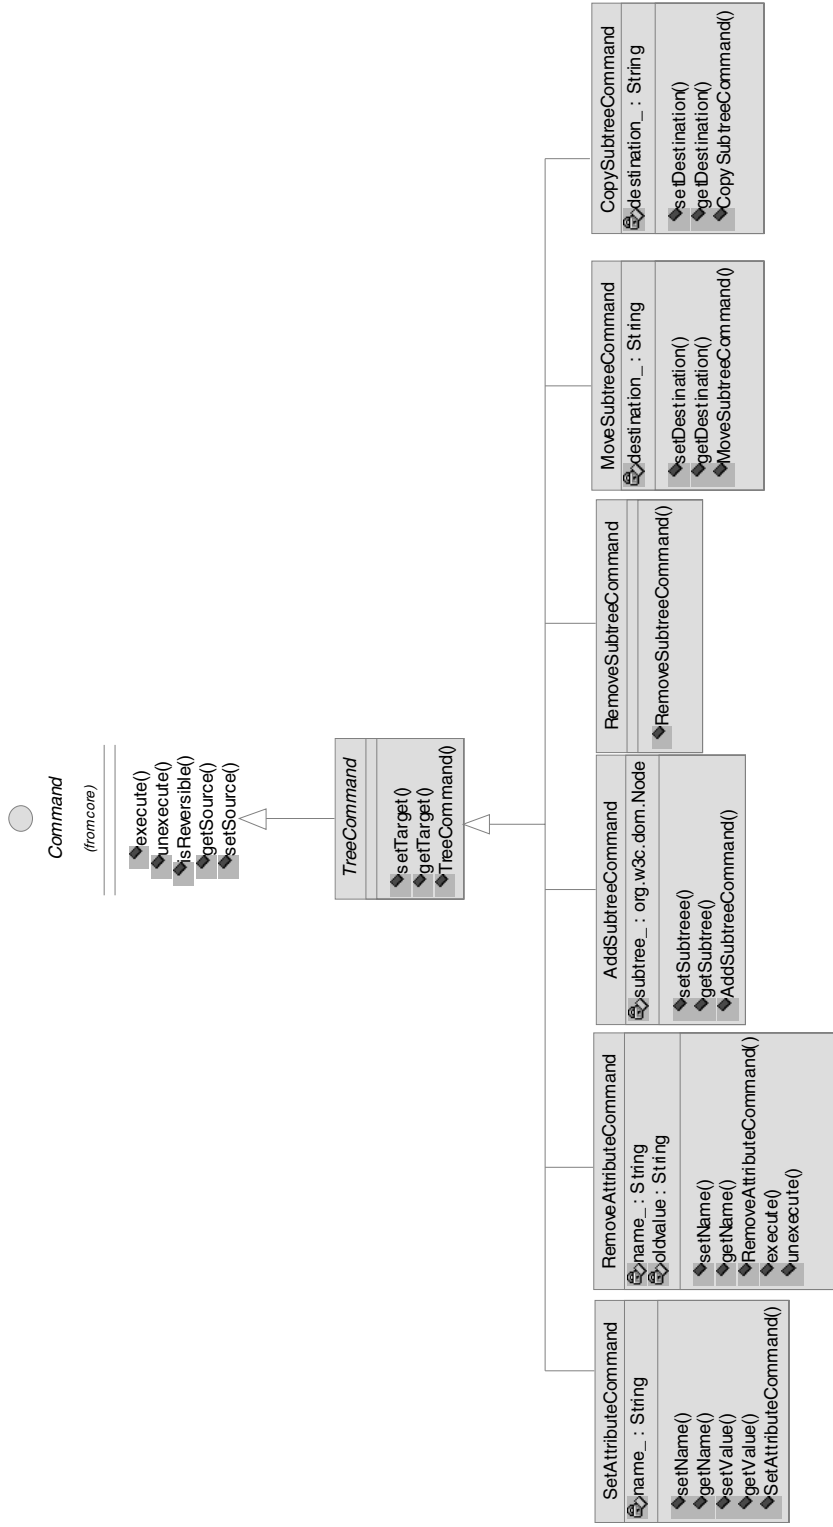 Command
(from core)
execute()
unexecute()
isReversible()
getSource()
setSource()
TreeCommand
setTarget()
getTarget()
TreeCommand()
SetAttributeCommand
name_ : String
setName()
getName()
setValue()
getValue()
SetAttributeCommand()
RemoveAttributeCommand
name_ : String
oldvalue : String
setName()
getName()
RemoveAttributeCommand()
execute()
unexecute()
AddSubtreeCommand
subtree_ : org.w3c.dom.Node
setSubtreee()
getSubtree()
AddSubtreeCommand()
RemoveSubtreeCommand
RemoveSubtreeCommand()
MoveSubtreeCommand
destination_ : String
setDestination()
getDestination()
MoveSubtreeCommand()
CopySubtreeCommand
destination_ : String
setDestination()
getDestination()
CopySubtreeCommand()